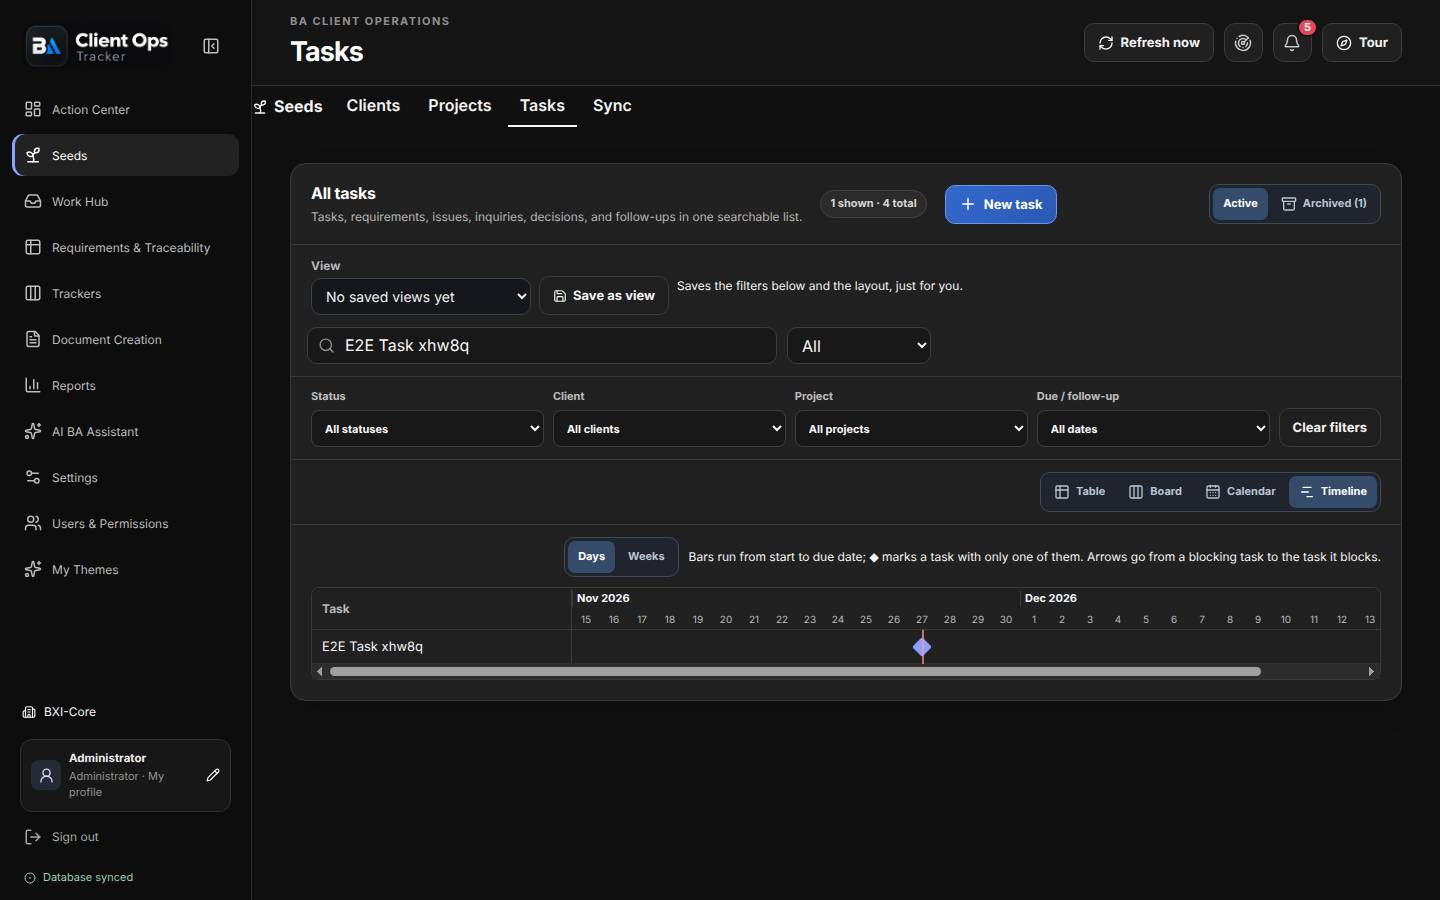 BA
Client Ops
Tracker
Action Center
Seeds
Work Hub
Requirements & Traceability
Trackers
Document Creation
Reports
AI BA Assistant
Settings
Users & Permissions
My Themes
BXI-Core
Administrator
Administrator · My
profile
Sign out
Database synced
BA CLIENT OPERATIONS
Tasks
Refresh now
5
Tour
Seeds Clients Projects Tasks Sync
All tasks
Tasks, requirements, issues, inquiries, decisions, and follow-ups in one searchable list.
1 shown · 4 total
New task
Active Archived (1)
View
No saved views yet
Save as view
Saves the filters below and the layout, just for you.
E2E Task xhw8q
All
Status Client Project Due / follow-up
All statuses All clients All projects All dates Clear filters
Table Board Calendar Timeline
Days Weeks
Bars run from start to due date; ◆ marks a task with only one of them. Arrows go from a blocking task to the task it blocks.
Task
Nov 2026 Dec 2026
15 16 17 18 19 20 21 22 23 24 25 26 27 28 29 30 1 2 3 4 5 6 7 8 9 10 11 12 13
E2E Task xhw8q